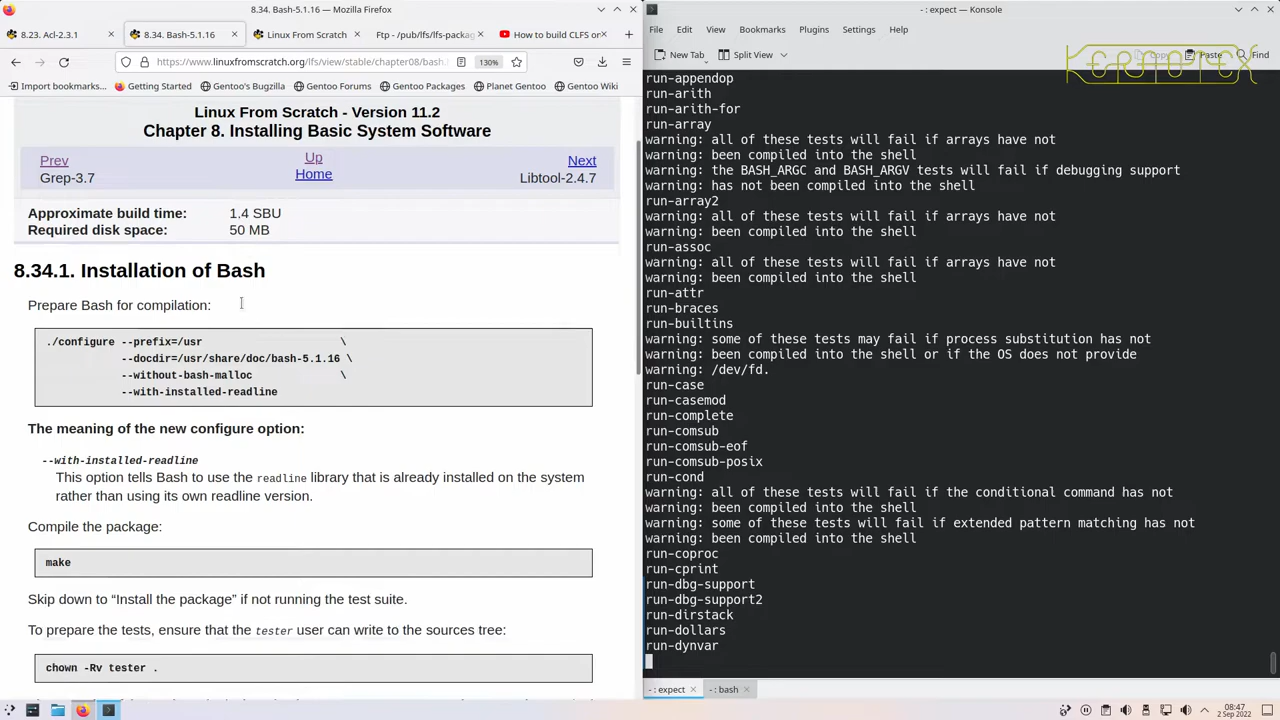 8.34. Bash-5.1.16 — Mozilla Firefox
8.23. Acl-2.3.1
8.34. Bash-5.1.16
Linux From Scratch
Ftp - /pub/lfs/lfs-packag
How to build CLFS on
https://www.linuxfromscratch.org/lfs/view/stable/chapter08/bash
Import bookmarks...
Getting Started
Gentoo's Bugzilla
Gentoo Forums
Gentoo Packages
Planet Gentoo
Gentoo Wiki
Linux From Scratch - Version 11.2
Chapter 8. Installing Basic System Software
Prev
Up
Next
Grep-3.7
Home
Libtool-2.4.7
Approximate build time: 1.4 SBU
Required disk space: 50 MB
8.34.1. Installation of Bash
Prepare Bash for compilation:
./configure --prefix=/usr \
--docdir=/usr/share/doc/bash-5.1.16 \
--without-bash-malloc \
--with-installed-readline
The meaning of the new configure option:
--with-installed-readline
This option tells Bash to use the readline library that is already installed on the system
rather than using its own readline version.
Compile the package:
make
Skip down to “Install the package” if not running the test suite.
To prepare the tests, ensure that the tester user can write to the sources tree:
chown -Rv tester .
- : expect — Konsole
File Edit View Bookmarks Plugins Settings Help
New Tab
Split View
Paste
Find
KERAPLEX
run-appendop
run-arith
run-arith-for
run-array
warning: all of these tests will fail if arrays have not
warning: been compiled into the shell
warning: the BASH_ARGC and BASH_ARGV tests will fail if debugging support
warning: has not been compiled into the shell
run-array2
warning: all of these tests will fail if arrays have not
warning: been compiled into the shell
run-assoc
warning: all of these tests will fail if arrays have not
warning: been compiled into the shell
run-attr
run-braces
run-builtins
warning: some of these tests may fail if process substitution has not
warning: been compiled into the shell or if the OS does not provide
warning: /dev/fd.
run-case
run-casemod
run-complete
run-comsub
run-comsub-eof
run-comsub-posix
run-cond
warning: all of these tests will fail if the conditional command has not
warning: been compiled into the shell
warning: some of these tests will fail if extended pattern matching has not
warning: been compiled into the shell
run-coproc
run-cprint
run-dbg-support
run-dbg-support2
run-dirstack
run-dollars
run-dynvar
- : expect
- : bash
08:47
2 Sep 2022